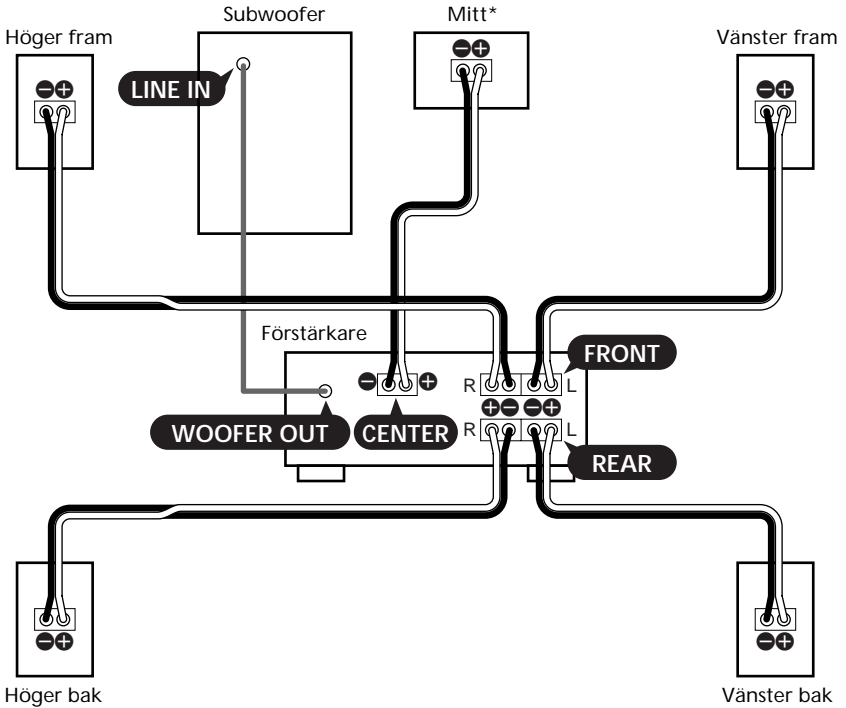 Subwoofer
Mitt*
Höger fram
Vänster fram
LINE IN
Förstärkare
FRONT
R
L
WOOFER OUT
CENTER
R
L
REAR
Höger bak
Vänster bak